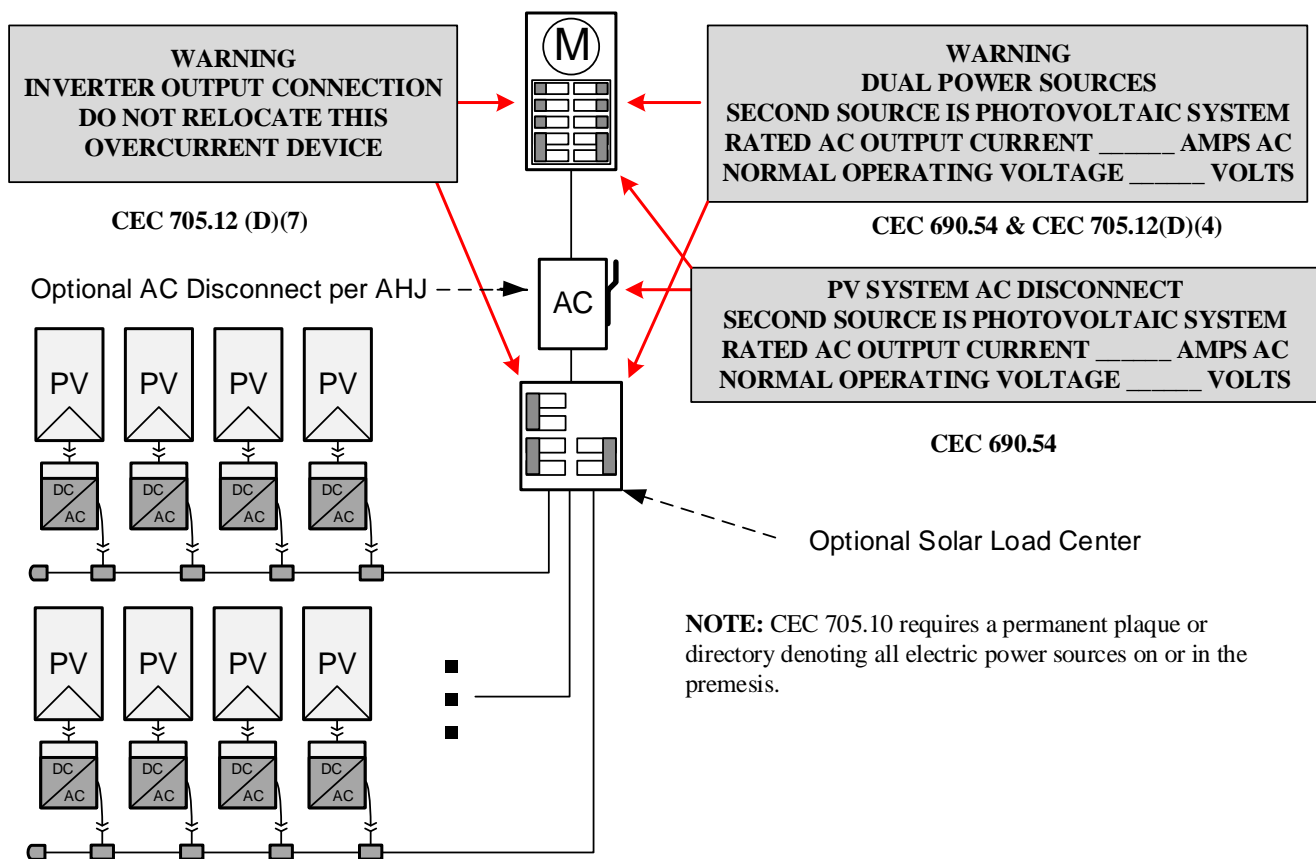 WARNING
INVERTER OUTPUT CONNECTION
DO NOT RELOCATE THIS
OVERCURRENT DEVICE
CEC 705.12 (D)(7)
M
WARNING
DUAL POWER SOURCES
SECOND SOURCE IS PHOTOVOLTAIC SYSTEM
RATED AC OUTPUT CURRENT ______ AMPS AC
NORMAL OPERATING VOLTAGE ______ VOLTS
CEC 690.54 & CEC 705.12(D)(4)
Optional AC Disconnect per AHJ
AC
PV SYSTEM AC DISCONNECT
SECOND SOURCE IS PHOTOVOLTAIC SYSTEM
RATED AC OUTPUT CURRENT ______ AMPS AC
NORMAL OPERATING VOLTAGE ______ VOLTS
CEC 690.54
PV PV PV PV
DC DC DC DC
AC AC AC AC
Optional Solar Load Center
NOTE: CEC 705.10 requires a permanent plaque or
directory denoting all electric power sources on or in the
premesis.
PV PV PV PV
DC DC DC DC
AC AC AC AC